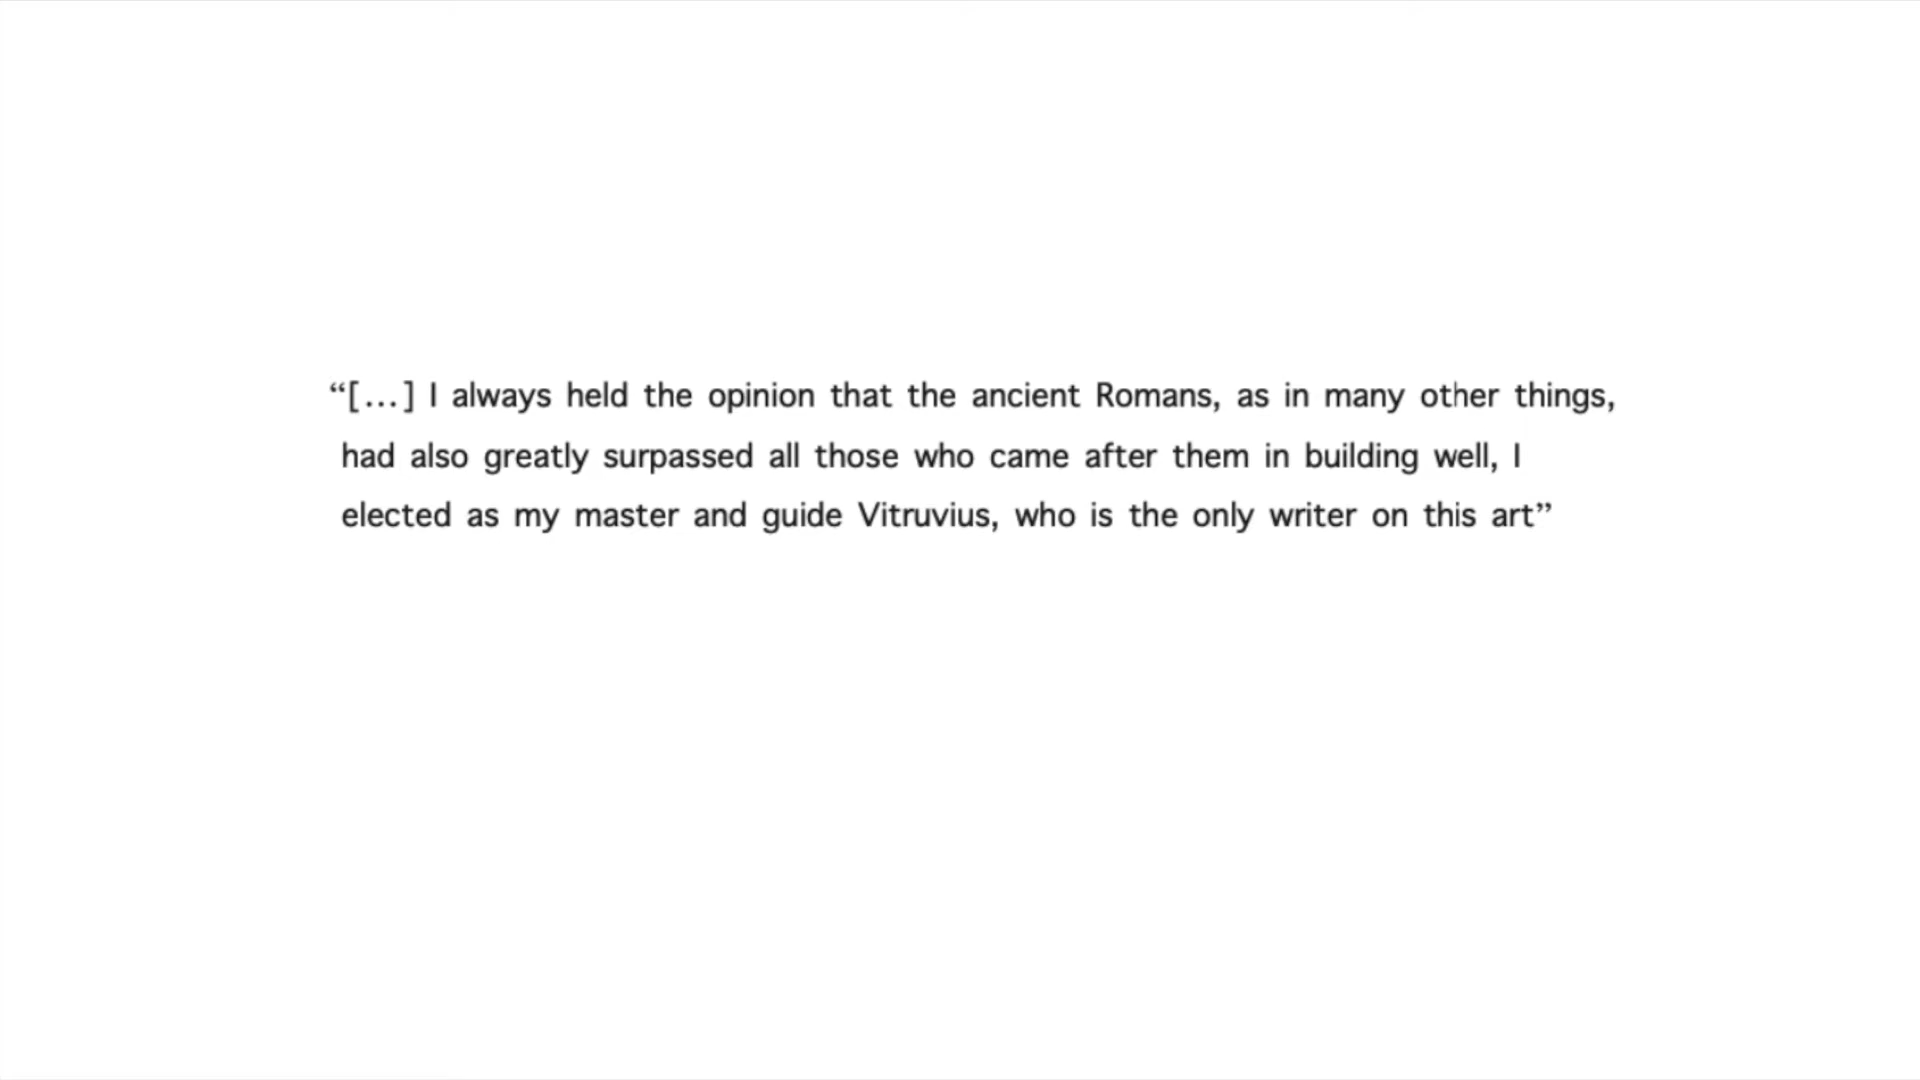 “[…] I always held the opinion that the ancient Romans, as in many other things,
had also greatly surpassed all those who came after them in building well, I
elected as my master and guide Vitruvius, who is the only writer on this art”